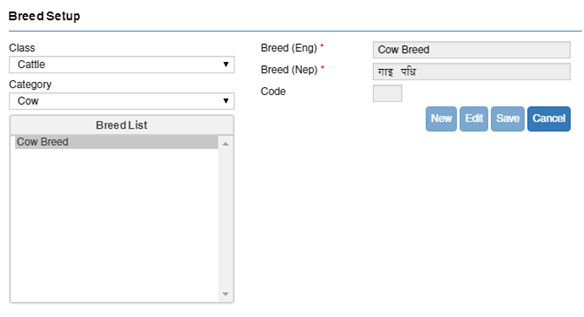 Breed Setup
Class
Cattle
Category
Cow
Breed List
Cow Breed
Breed (Eng) * Cow Breed
Breed (Nep) * गाइ पधि
Code
New Edit Save Cancel